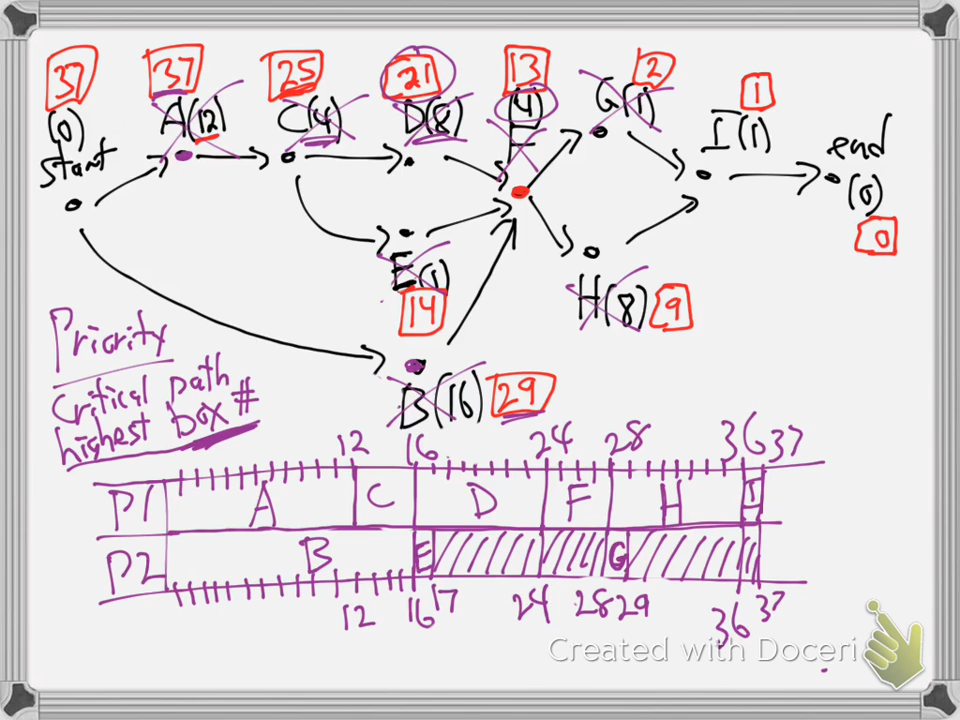 37 37 25 21 13 2 1
(0) A(12) C(4) D(8) (4) G(1) I(1) end
start F (0)
0
E(1) H(8) 9
14
Priority
Critical path
highest box #
B(16) 29
12 16 24 28 36 37
P1 A C D F H I
P2 B E G
12 16 17 24 28 29 36 37
Created with Doceri